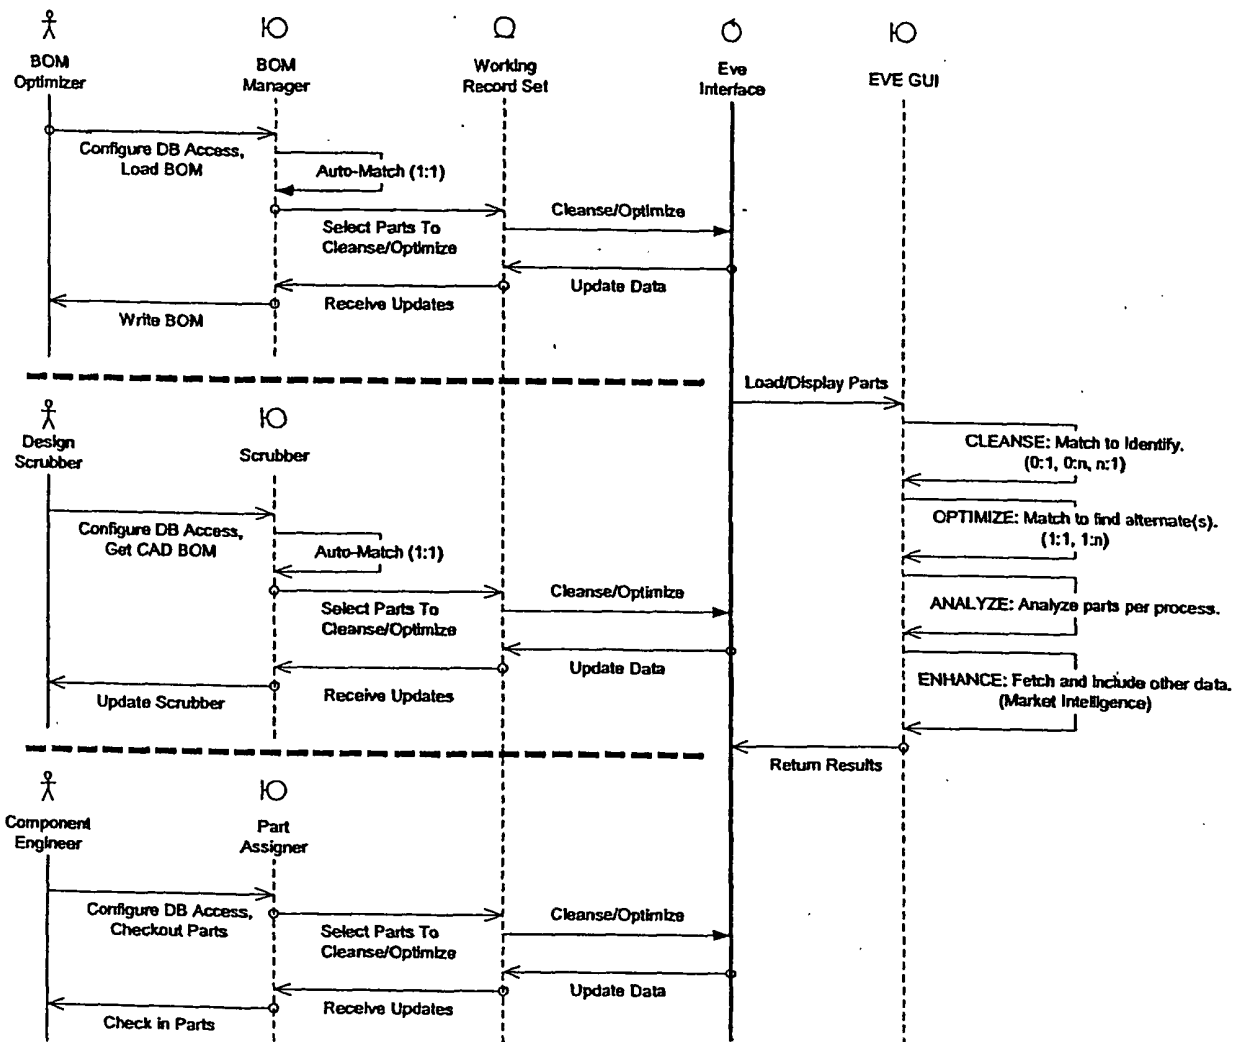 BOM
Optimizer
BOM
Manager
Working
Record Set
Eve
Interface
EVE GUI
Configure DB Access,
Load BOM
Auto-Match (1:1)
Select Parts To
Cleanse/Optimize
Cleanse/Optimize
Update Data
Receive Updates
Write BOM
Load/Display Parts
CLEANSE: Match to Identify.
(0:1, 0:n, n:1)
OPTIMIZE: Match to find alternate(s).
(1:1, 1:n)
ANALYZE: Analyze parts per process.
ENHANCE: Fetch and Include other data.
(Market Intelligence)
Return Results
Design
Scrubber
Scrubber
Configure DB Access,
Get CAD BOM
Auto-Match (1:1)
Select Parts To
Cleanse/Optimize
Cleanse/Optimize
Update Data
Receive Updates
Update Scrubber
Component
Engineer
Part
Assigner
Configure DB Access,
Checkout Parts
Select Parts To
Cleanse/Optimize
Cleanse/Optimize
Update Data
Receive Updates
Check in Parts